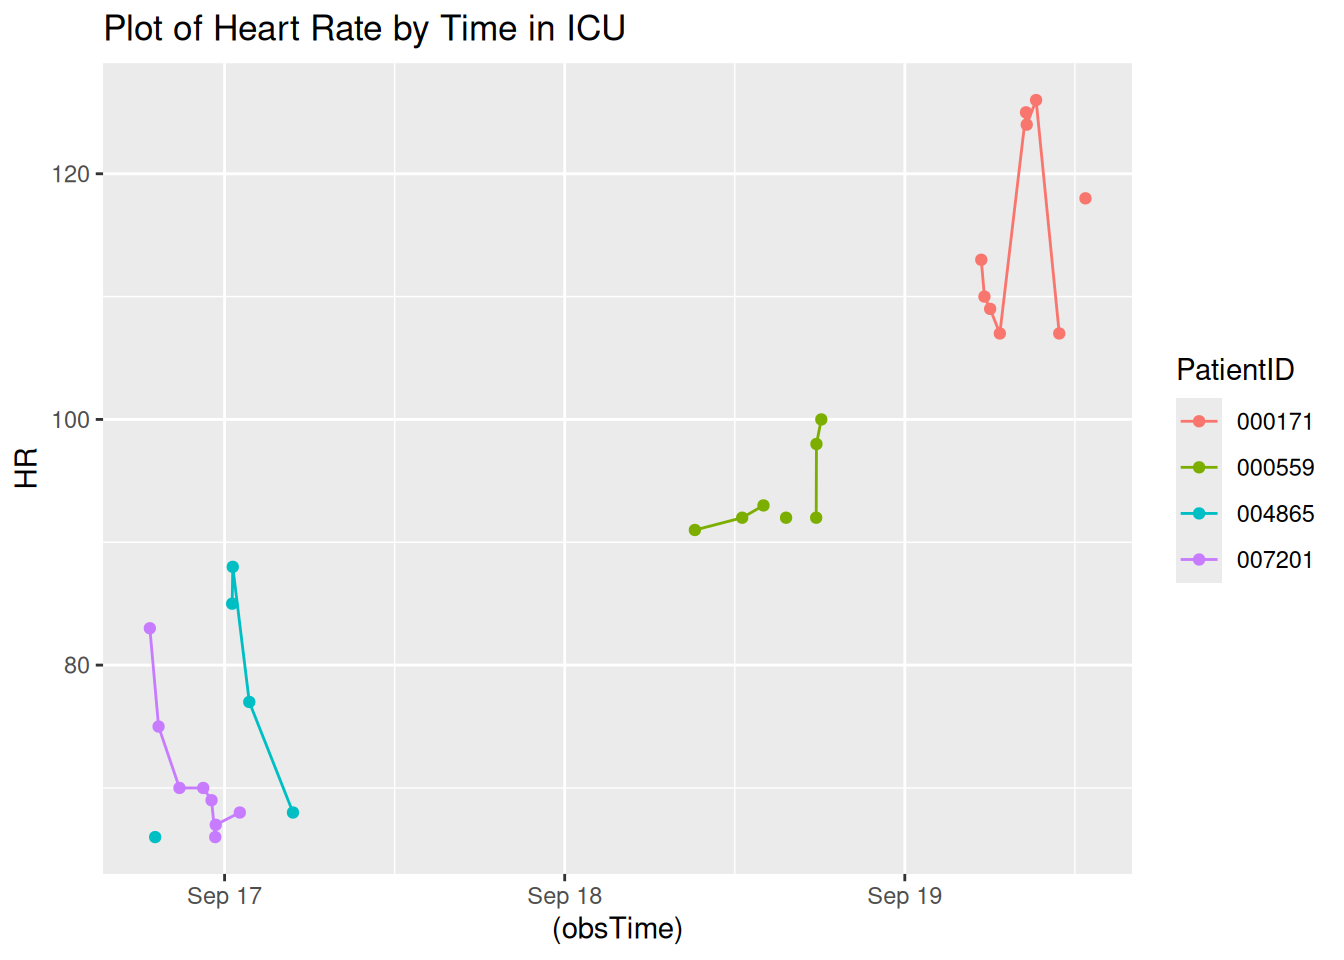 Plot of Heart Rate by Time in ICU
120
100
80
HR
Sep 17
Sep 18
Sep 19
(obsTime)
PatientID
000171
000559
004865
007201